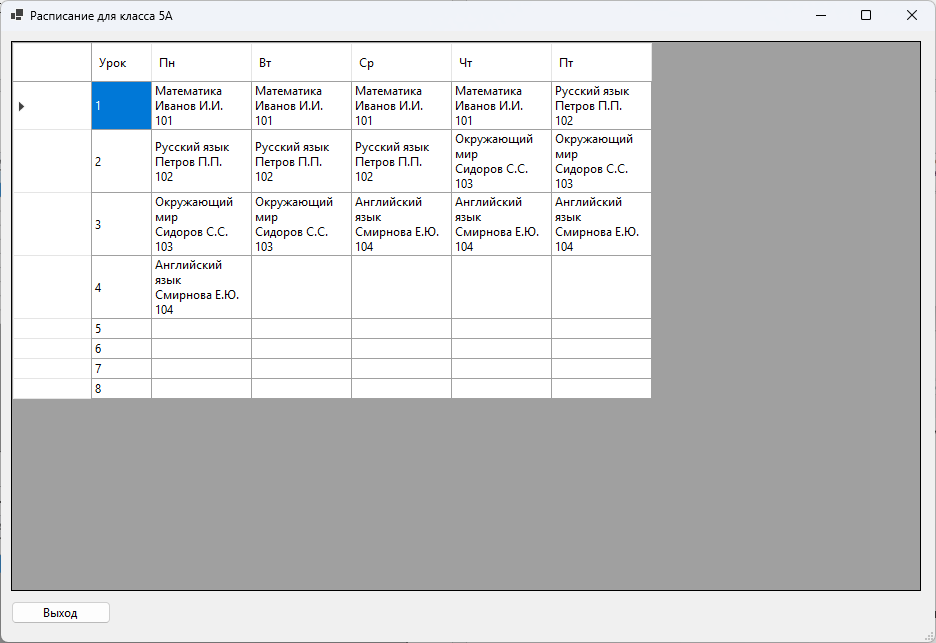 Расписание для класса 5А
Урок Пн Вт Ср Чт Пт
1
Математика
Иванов И.И.
101
Математика
Иванов И.И.
101
Математика
Иванов И.И.
101
Математика
Иванов И.И.
101
Русский язык
Петров П.П.
102
2
Русский язык
Петров П.П.
102
Русский язык
Петров П.П.
102
Русский язык
Петров П.П.
102
Окружающий
мир
Сидоров С.С.
103
Окружающий
мир
Сидоров С.С.
103
3
Окружающий
мир
Сидоров С.С.
103
Окружающий
мир
Сидоров С.С.
103
Английский
язык
Смирнова Е.Ю.
104
Английский
язык
Смирнова Е.Ю.
104
Английский
язык
Смирнова Е.Ю.
104
4
Английский
язык
Смирнова Е.Ю.
104
5
6
7
8
Выход